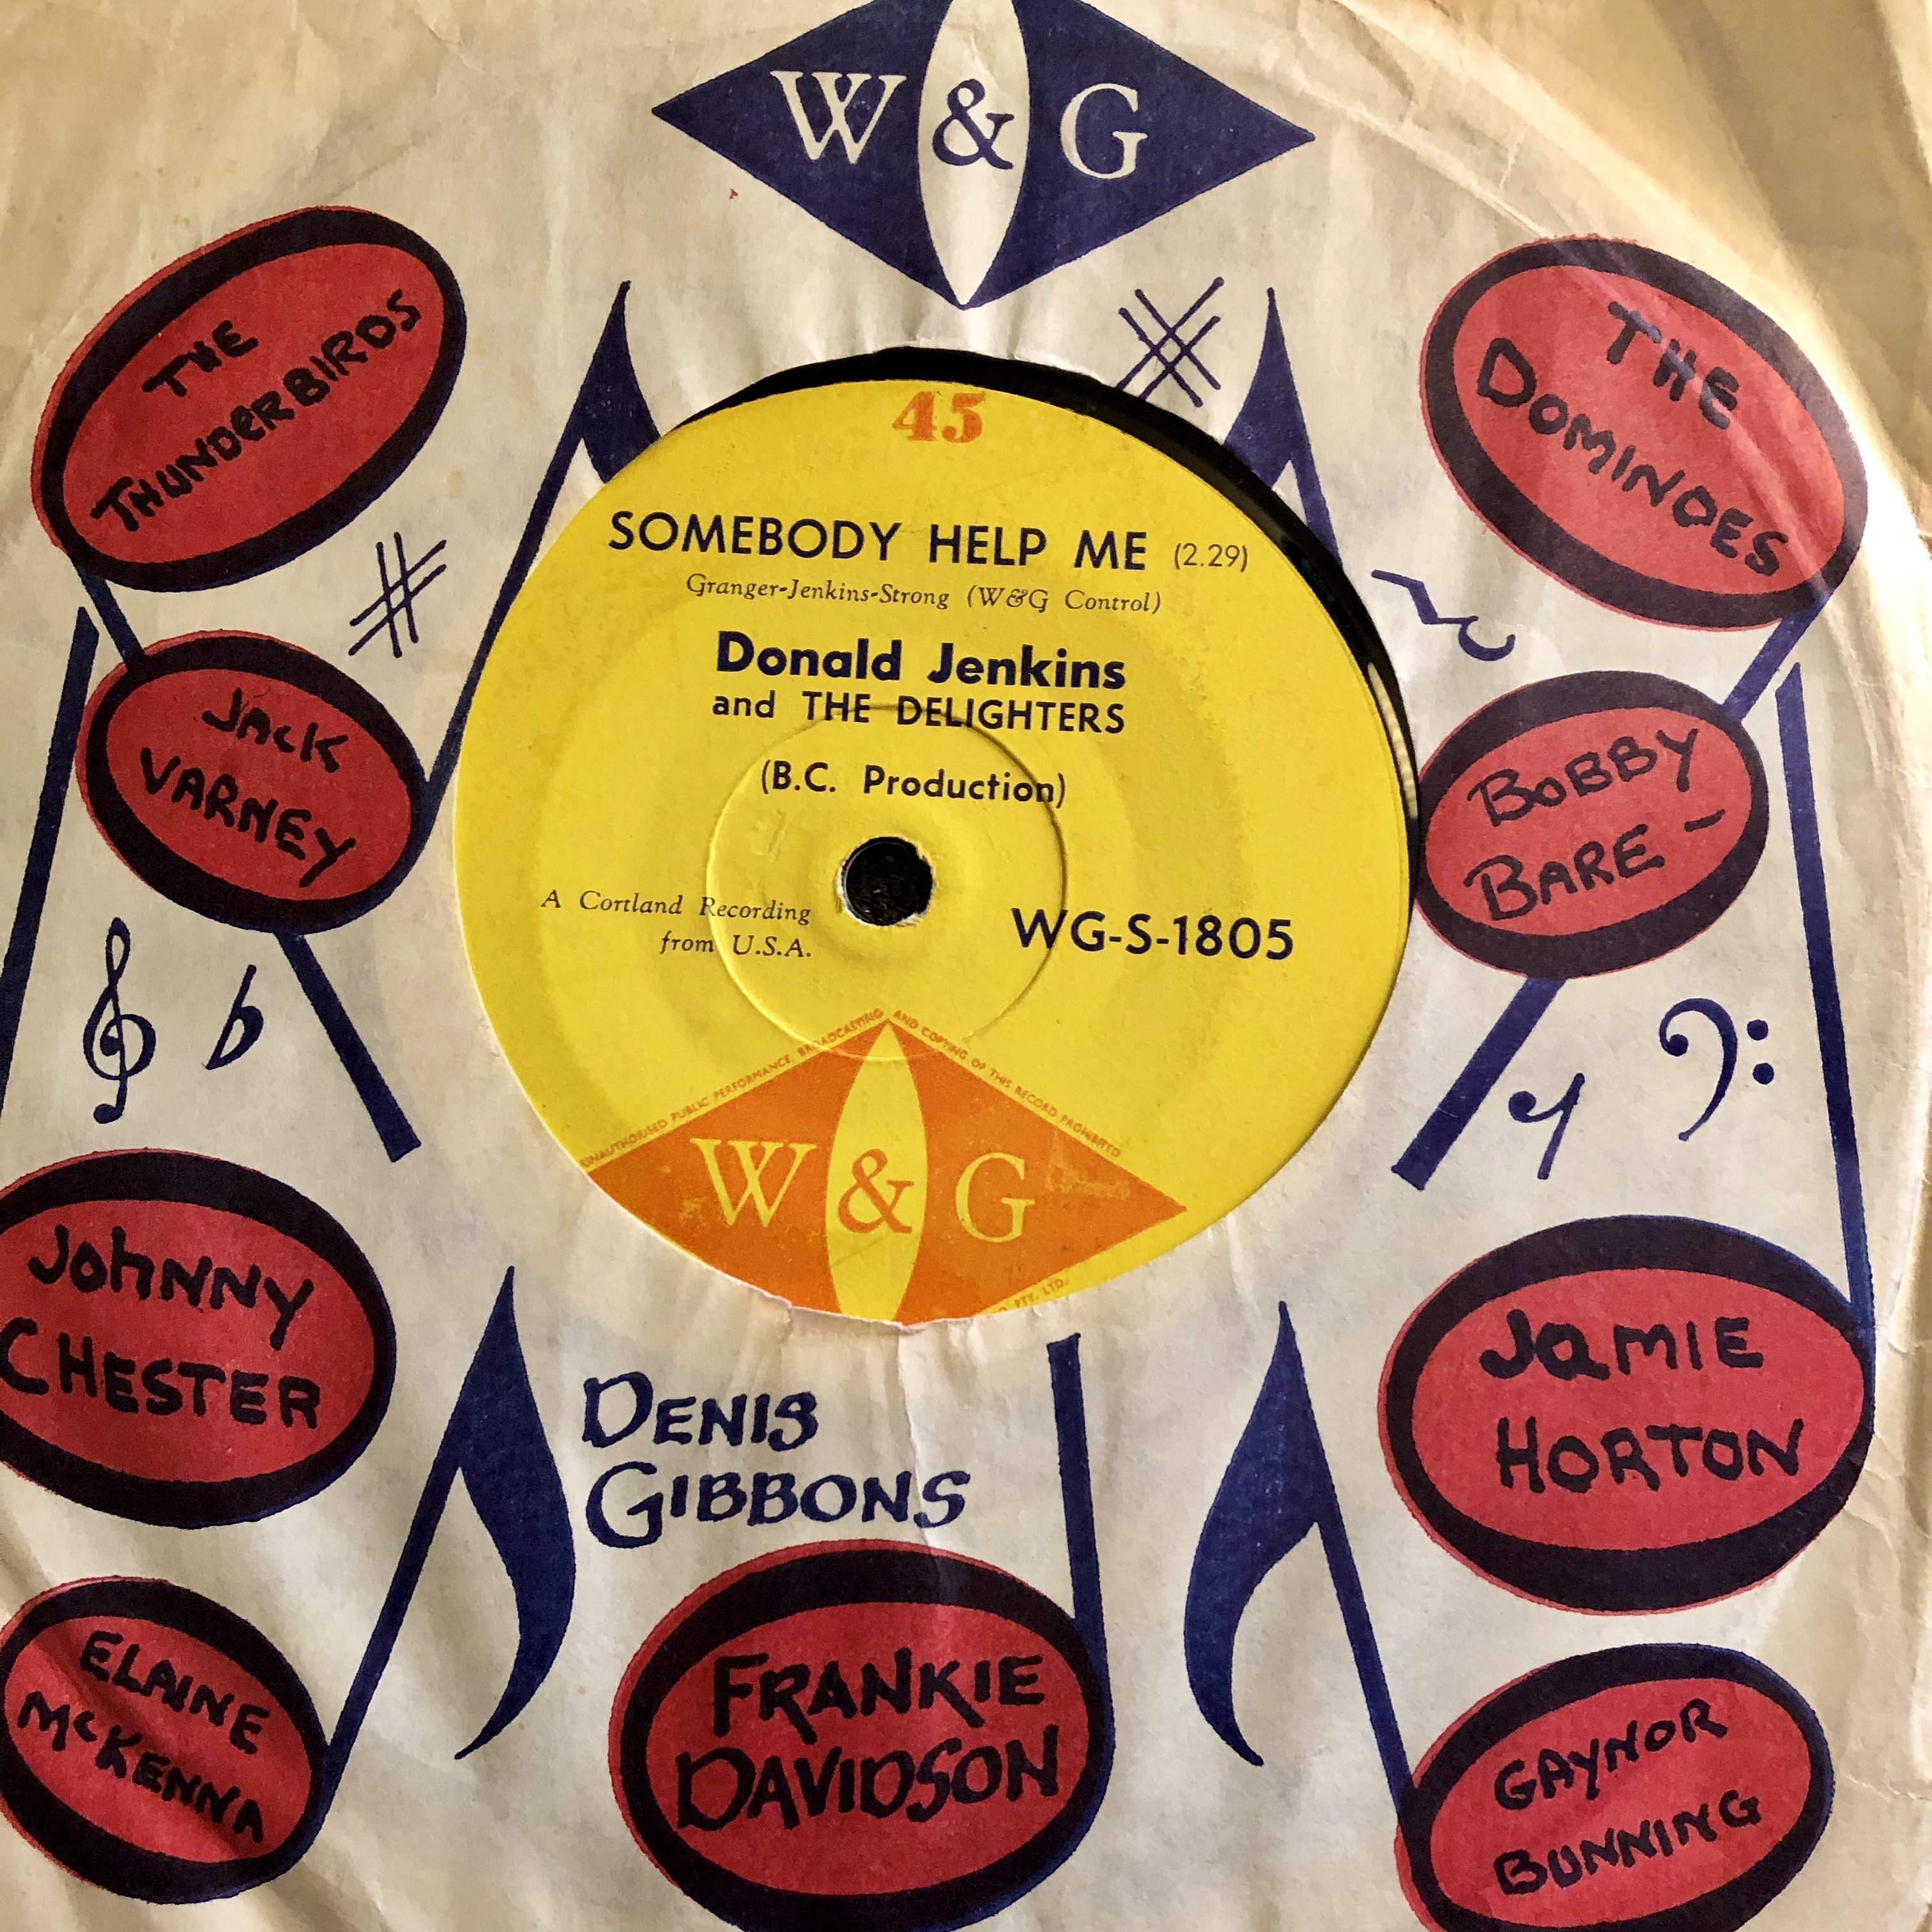 W & G
THE
THUNDERBIRDS
THE
DOMINOES
45
SOMEBODY HELP ME (2.29)
Granger-Jenkins-Strong (W&G Control)
Donald Jenkins
and THE DELIGHTERS
(B.C. Production)
A Cortland Recording
from U.S.A.
WG-S-1805
UNAUTHORISED PUBLIC PERFORMANCE, BROADCASTING AND COPYING OF THIS RECORD PROHIBITED
W & G
PTY. LTD.
JACK
VARNEY
BOBBY
BARE -
JOHNNY
CHESTER
JAMIE
HORTON
DENIS
GIBBONS
ELAINE
McKENNA
FRANKIE
DAVIDSON
GAYNOR
BUNNING